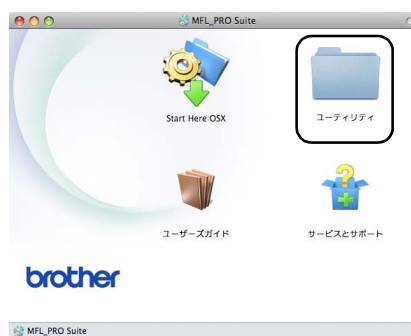 MFL_PRO Suite
Start Here OSX
ユーティリティ
ユーザーズガイド
サービスとサポート
brother
MFL_PRO Suite